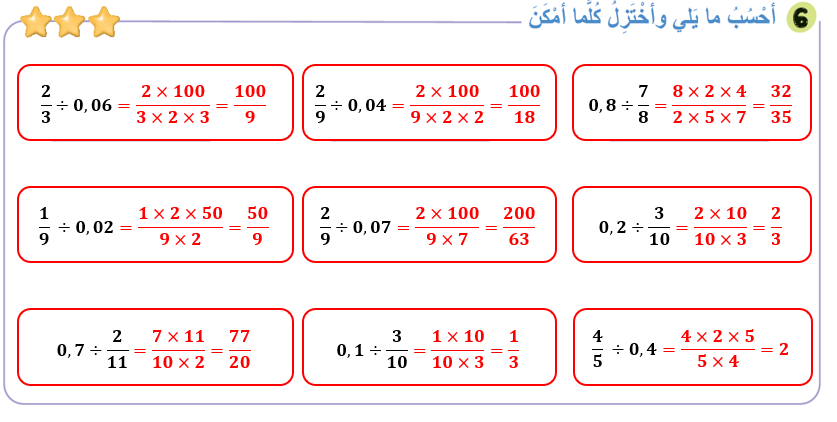 6 أحْسُبُ ما يَلي وأخْتَزِلُ كُلَّما أمْكَنَ
2/3 ÷ 0,06 = (2 × 100)/(3 × 2 × 3) = 100/9
2/9 ÷ 0,04 = (2 × 100)/(9 × 2 × 2) = 100/18
0,8 ÷ 7/8 = (8 × 2 × 4)/(2 × 5 × 7) = 32/35
1/9 ÷ 0,02 = (1 × 2 × 50)/(9 × 2) = 50/9
2/9 ÷ 0,07 = (2 × 100)/(9 × 7) = 200/63
0,2 ÷ 3/10 = (2 × 10)/(10 × 3) = 2/3
0,7 ÷ 2/11 = (7 × 11)/(10 × 2) = 77/20
0,1 ÷ 3/10 = (1 × 10)/(10 × 3) = 1/3
4/5 ÷ 0,4 = (4 × 2 × 5)/(5 × 4) = 2